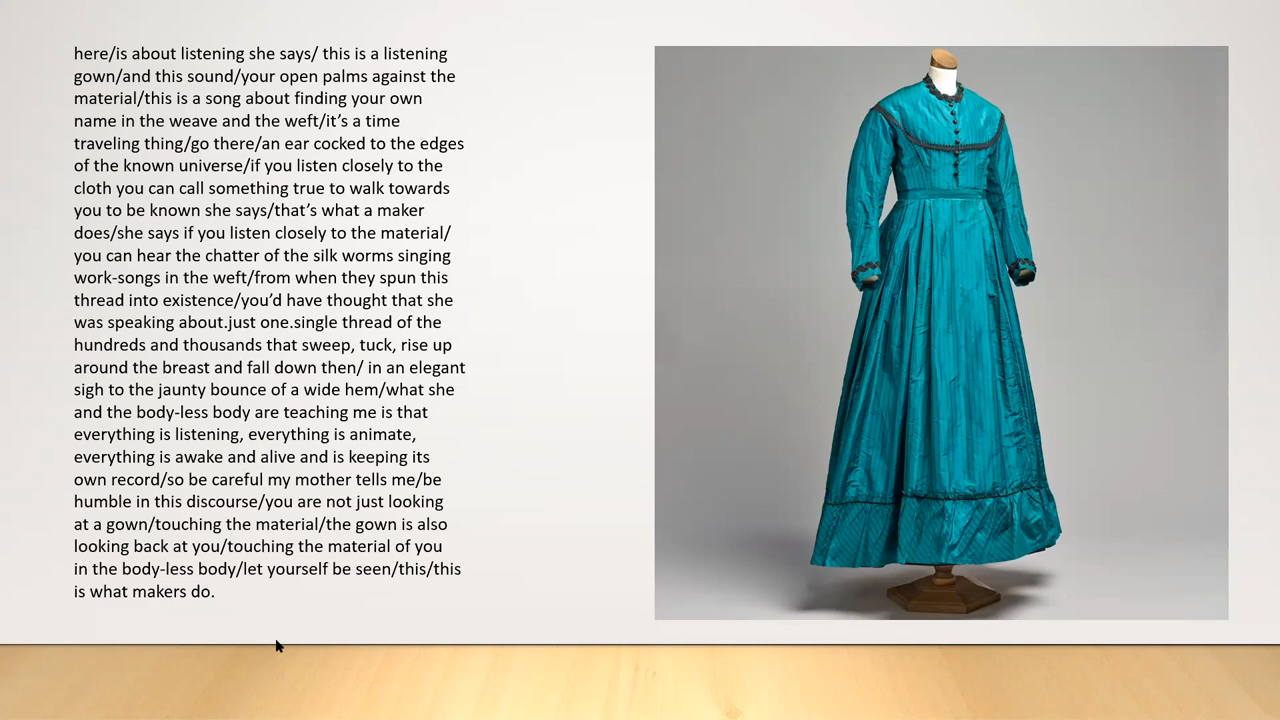 here/is about listening she says/ this is a listening
gown/and this sound/your open palms against the
material/this is a song about finding your own
name in the weave and the weft/it’s a time
traveling thing/go there/an ear cocked to the edges
of the known universe/if you listen closely to the
cloth you can call something true to walk towards
you to be known she says/that’s what a maker
does/she says if you listen closely to the material/
you can hear the chatter of the silk worms singing
work-songs in the weft/from when they spun this
thread into existence/you’d have thought that she
was speaking about.just one.single thread of the
hundreds and thousands that sweep, tuck, rise up
around the breast and fall down then/ in an elegant
sigh to the jaunty bounce of a wide hem/what she
and the body-less body are teaching me is that
everything is listening, everything is animate,
everything is awake and alive and is keeping its
own record/so be careful my mother tells me/be
humble in this discourse/you are not just looking
at a gown/touching the material/the gown is also
looking back at you/touching the material of you
in the body-less body/let yourself be seen/this/this
is what makers do.